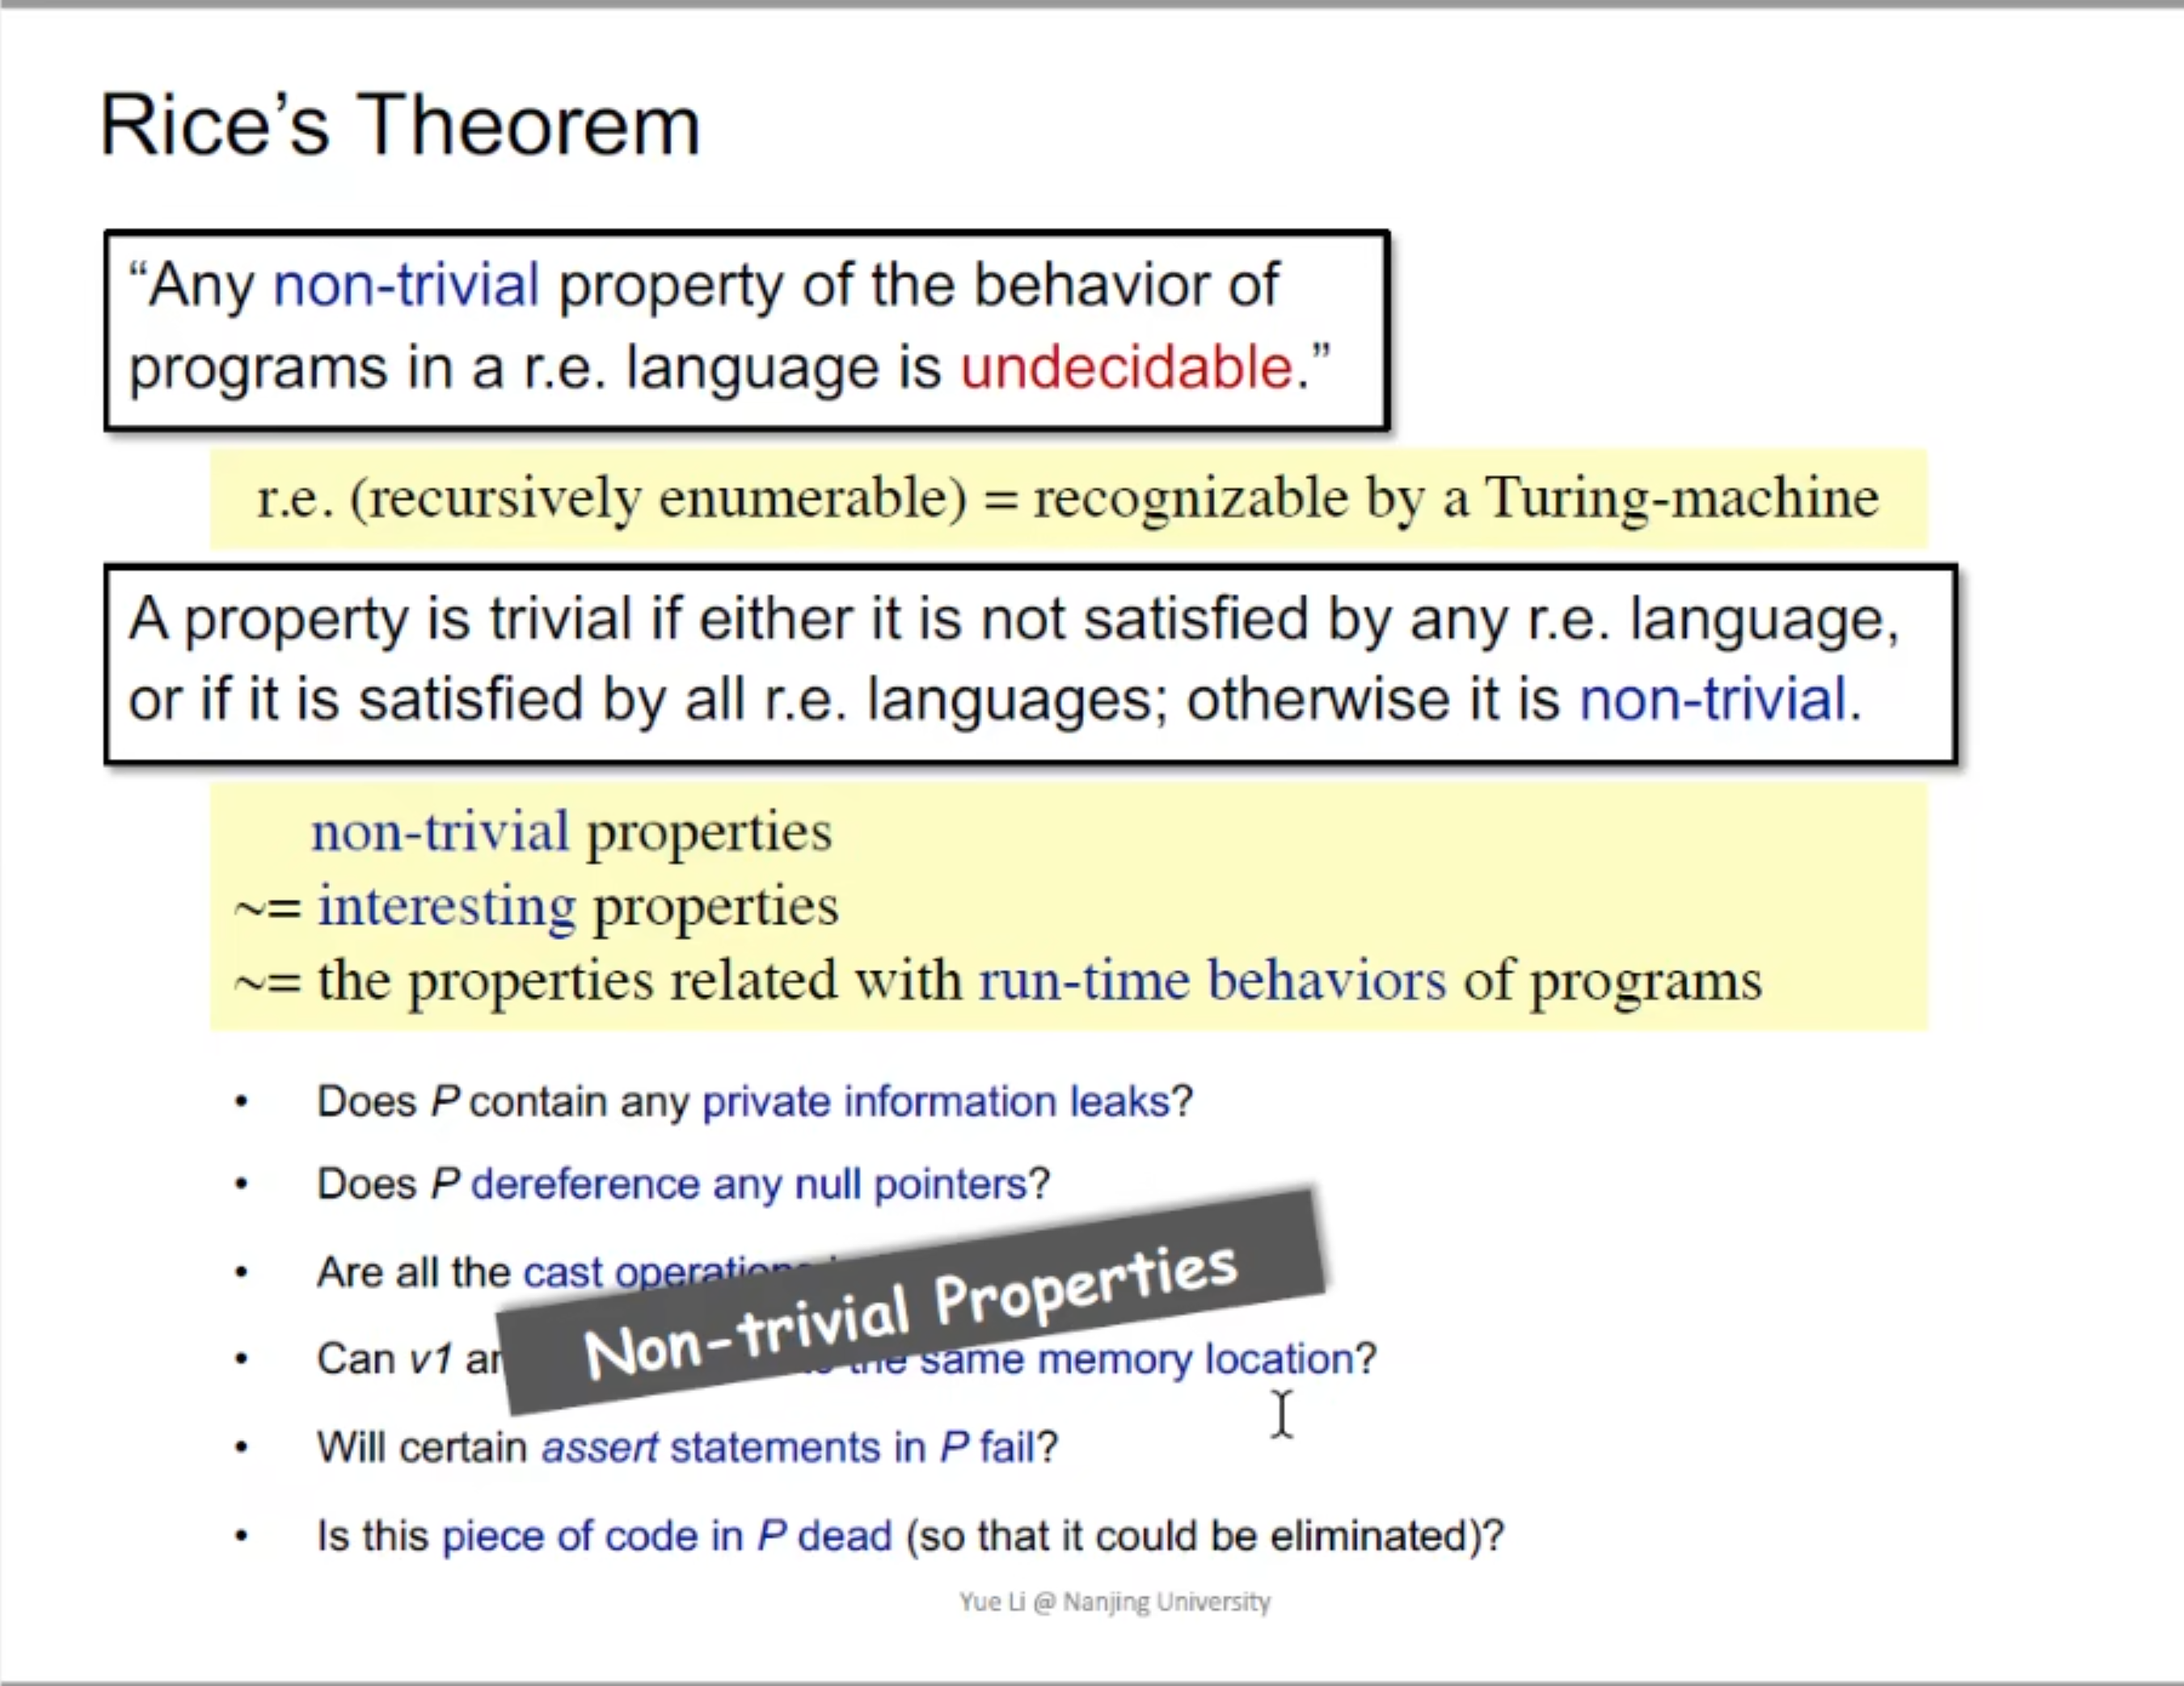 Rice's Theorem
“Any non-trivial property of the behavior of
programs in a r.e. language is undecidable.”
r.e. (recursively enumerable) = recognizable by a Turing-machine
A property is trivial if either it is not satisfied by any r.e. language,
or if it is satisfied by all r.e. languages; otherwise it is non-trivial.
non-trivial properties
~= interesting properties
~= the properties related with run-time behaviors of programs
• Does P contain any private information leaks?
• Does P dereference any null pointers?
• Are all the cast operations
Non-trivial Properties
• Can v1 the same memory location?
• Will certain assert statements in P fail?
• Is this piece of code in P dead (so that it could be eliminated)?
Yue Li @ Nanjing University